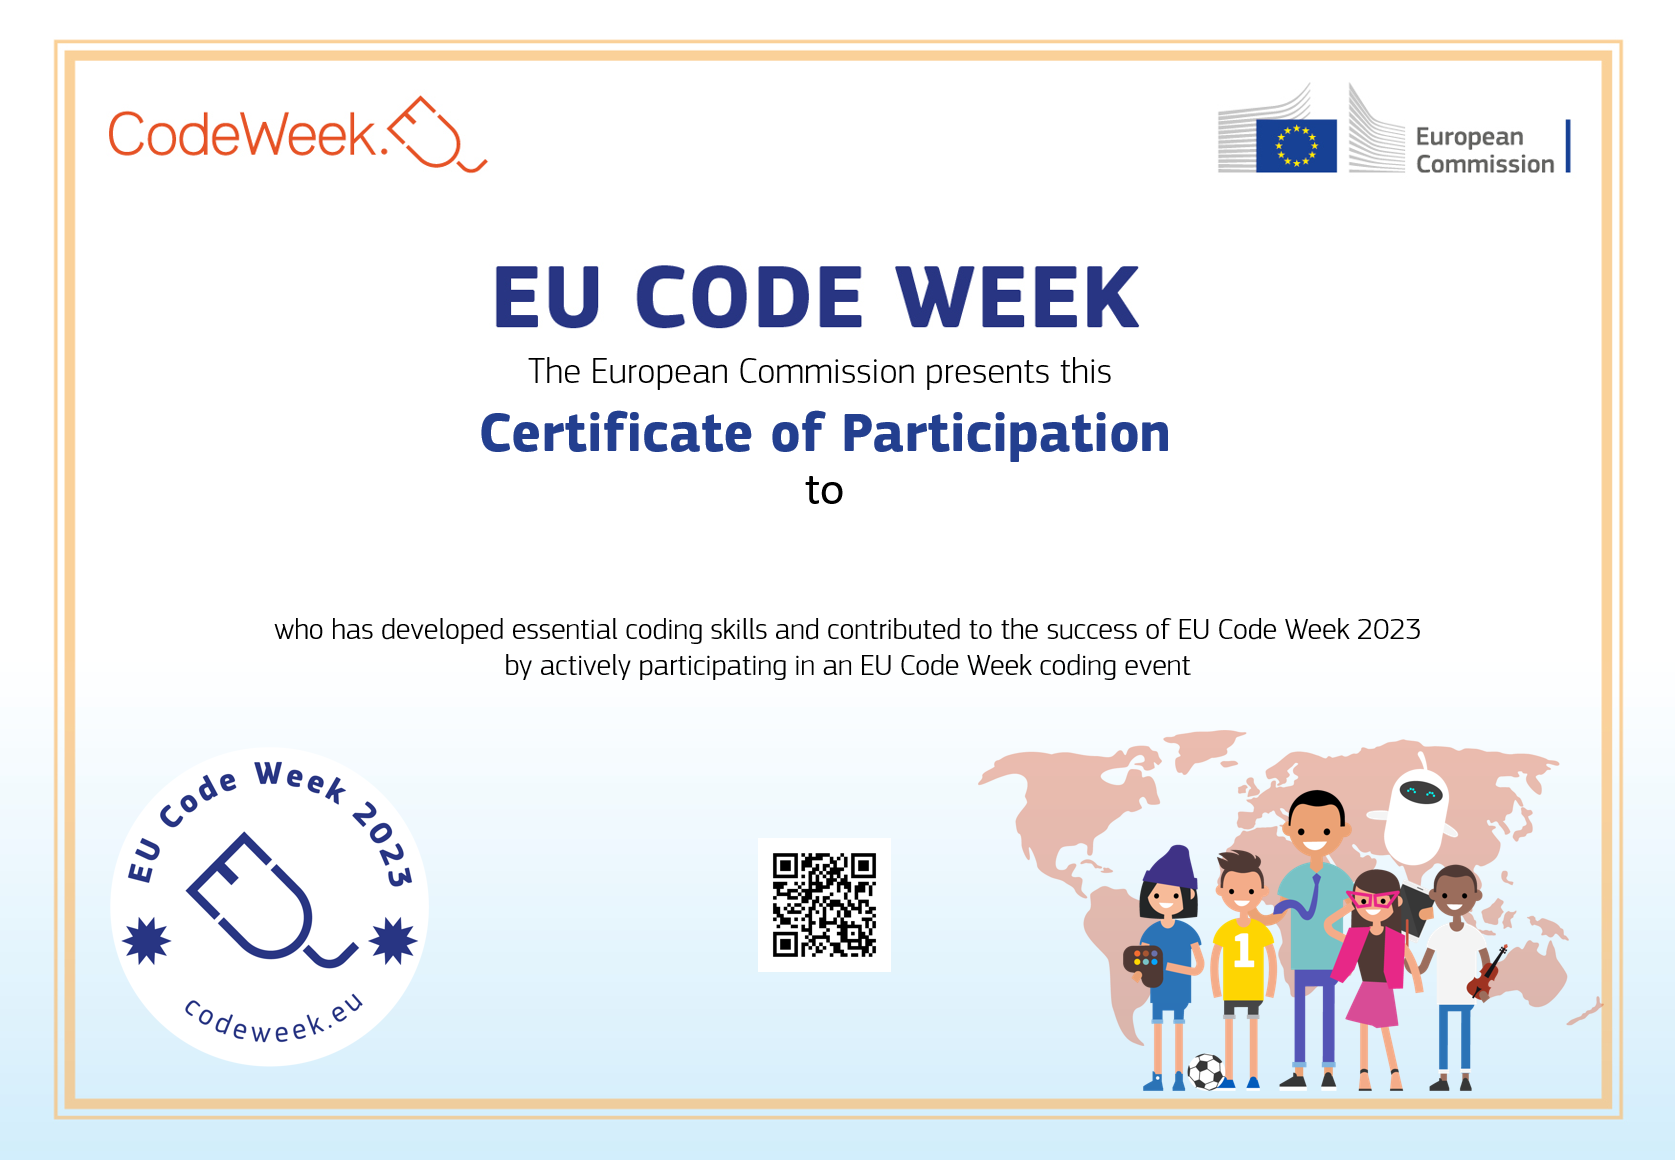 CodeWeek.
European
Commission
EU CODE WEEK
The European Commission presents this
Certificate of Participation
to
who has developed essential coding skills and contributed to the success of EU Code Week 2023
by actively participating in an EU Code Week coding event
EU Code Week 2023
codeweek.eu
1